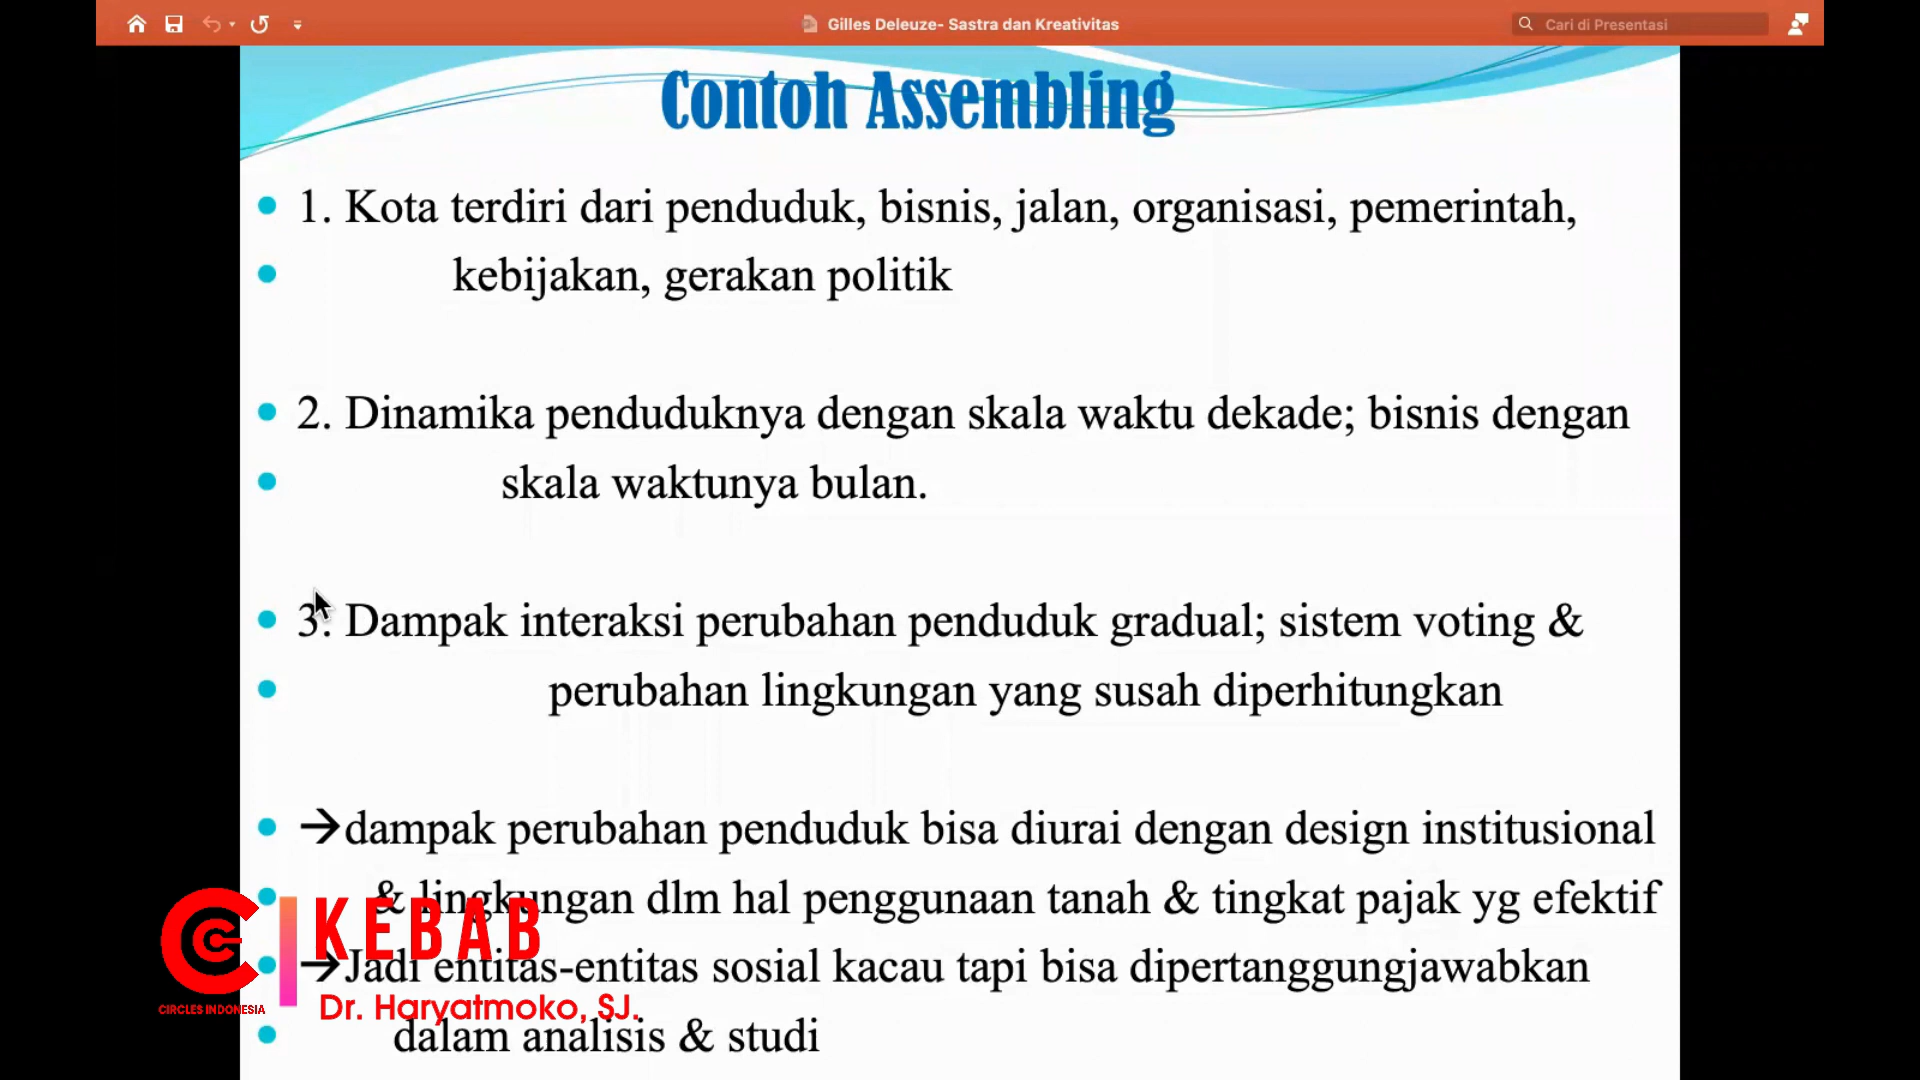 Gilles Deleuze- Sastra dan Kreativitas
Cari di Presentasi
Contoh Assembling
1. Kota terdiri dari penduduk, bisnis, jalan, organisasi, pemerintah,
kebijakan, gerakan politik
2. Dinamika penduduknya dengan skala waktu dekade; bisnis dengan
skala waktunya bulan.
3. Dampak interaksi perubahan penduduk gradual; sistem voting &
perubahan lingkungan yang susah diperhitungkan
→dampak perubahan penduduk bisa diurai dengan design institusional
& lingkungan dlm hal penggunaan tanah & tingkat pajak yg efektif
→Jadi entitas-entitas sosial kacau tapi bisa dipertanggungjawabkan
dalam analisis & studi
KEBAB
Dr. Haryatmoko, SJ.
CIRCLES INDONESIA